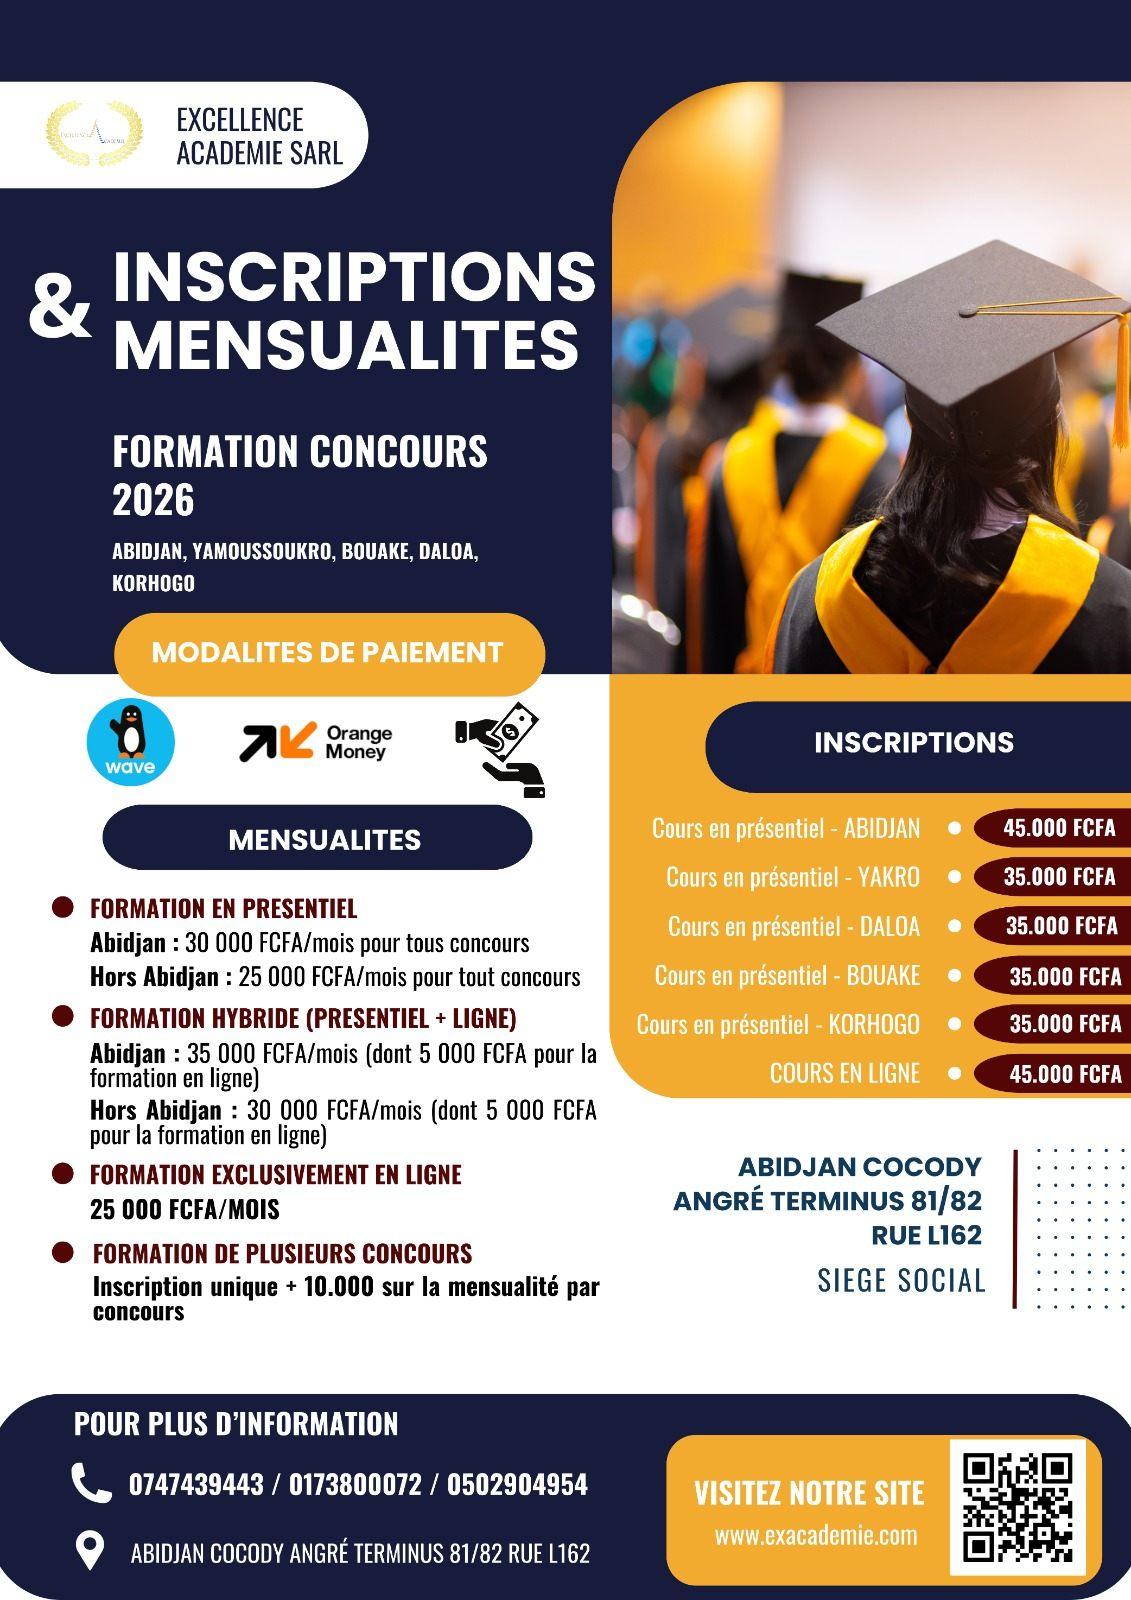 EXCELLENCE
ACADEMIE SARL
& INSCRIPTIONS
MENSUALITES
FORMATION CONCOURS
2026
ABIDJAN, YAMOUSSOUKRO, BOUAKE, DALOA,
KORHOGO
MODALITES DE PAIEMENT
wave
Orange
Money
MENSUALITES
FORMATION EN PRESENTIEL
Abidjan : 30 000 FCFA/mois pour tous concours
Hors Abidjan : 25 000 FCFA/mois pour tout concours
FORMATION HYBRIDE (PRESENTIEL + LIGNE)
Abidjan : 35 000 FCFA/mois (dont 5 000 FCFA pour la
formation en ligne)
Hors Abidjan : 30 000 FCFA/mois (dont 5 000 FCFA
pour la formation en ligne)
FORMATION EXCLUSIVEMENT EN LIGNE
25 000 FCFA/MOIS
FORMATION DE PLUSIEURS CONCOURS
Inscription unique + 10.000 sur la mensualité par
concours
INSCRIPTIONS
Cours en présentiel - ABIDJAN 45.000 FCFA
Cours en présentiel - YAKRO 35.000 FCFA
Cours en présentiel - DALOA 35.000 FCFA
Cours en présentiel - BOUAKE 35.000 FCFA
Cours en présentiel - KORHOGO 35.000 FCFA
COURS EN LIGNE 45.000 FCFA
ABIDJAN COCODY
ANGRÉ TERMINUS 81/82
RUE L162
SIEGE SOCIAL
POUR PLUS D'INFORMATION
0747439443 / 0173800072 / 0502904954
ABIDJAN COCODY ANGRÉ TERMINUS 81/82 RUE L162
VISITEZ NOTRE SITE
www.exacademie.com